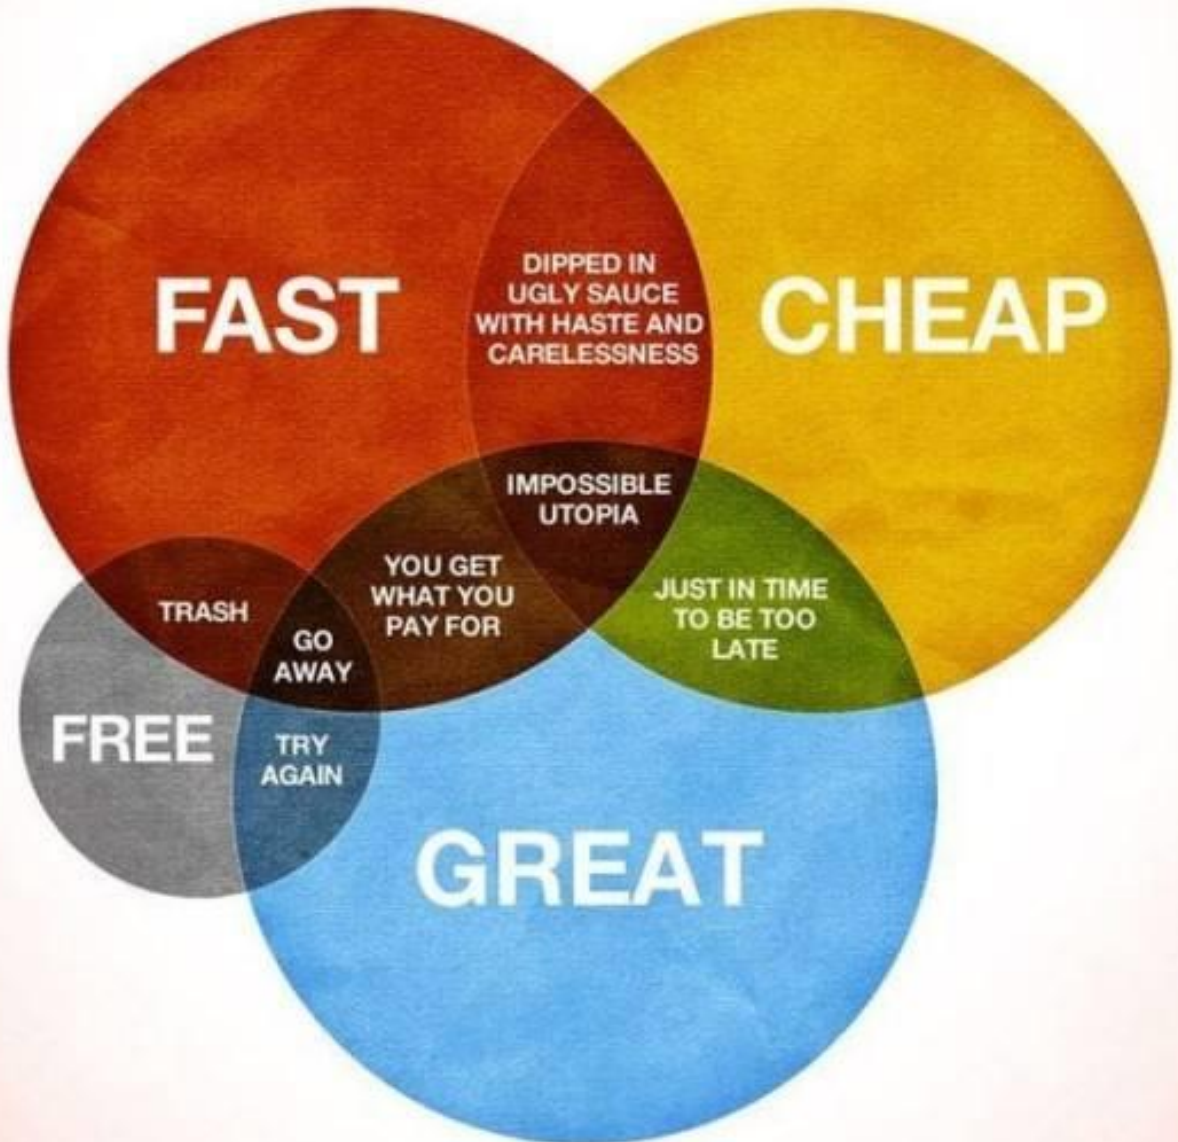 FAST
DIPPED IN
UGLY SAUCE
WITH HASTE AND
CARELESSNESS
CHEAP
IMPOSSIBLE
UTOPIA
YOU GET
WHAT YOU
PAY FOR
JUST IN TIME
TO BE TOO
LATE
TRASH
GO
AWAY
FREE
TRY
AGAIN
GREAT